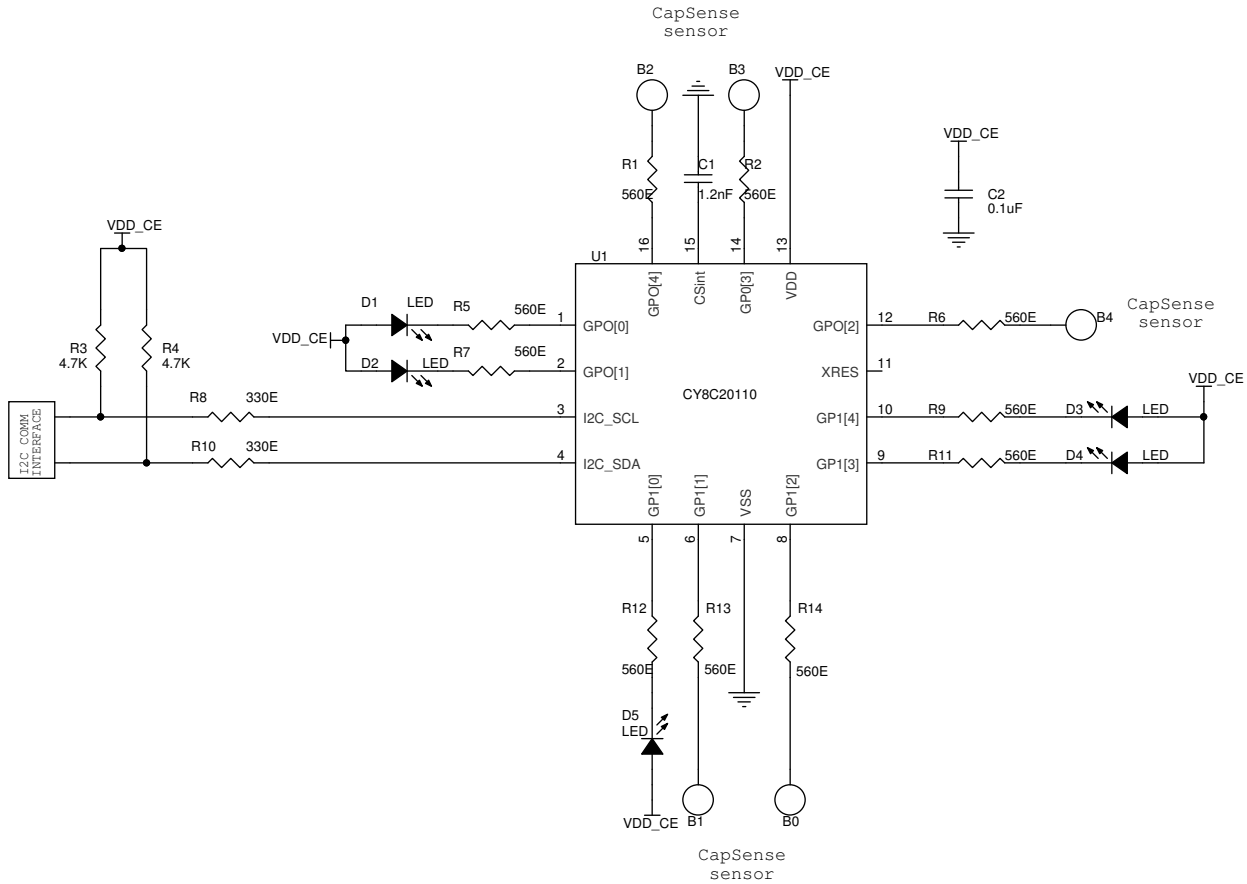 CapSense
sensor
B2
B3
VDD_CE
R1
560E
C1
1.2nF
R2
560E
VDD_CE
C2
0.1uF
16
15
14
13
U1
GPO[4]
CSint
GP0[3]
VDD
VDD_CE
R3
4.7K
R4
4.7K
D1
LED
R5
560E
1
GPO[0]
VDD_CE
D2
LED
R7
560E
2
GPO[1]
R8
330E
3
I2C_SCL
R10
330E
4
I2C_SDA
I2C COMM
INTERFACE
CY8C20110
GPO[2]
12
R6
560E
B4
CapSense
sensor
XRES
11
VDD_CE
GP1[4]
10
R9
560E
D3
LED
GP1[3]
9
R11
560E
D4
LED
GP1[0]
GP1[1]
VSS
GP1[2]
5
6
7
8
R12
560E
R13
560E
R14
560E
D5
LED
VDD_CE
B1
B0
CapSense
sensor